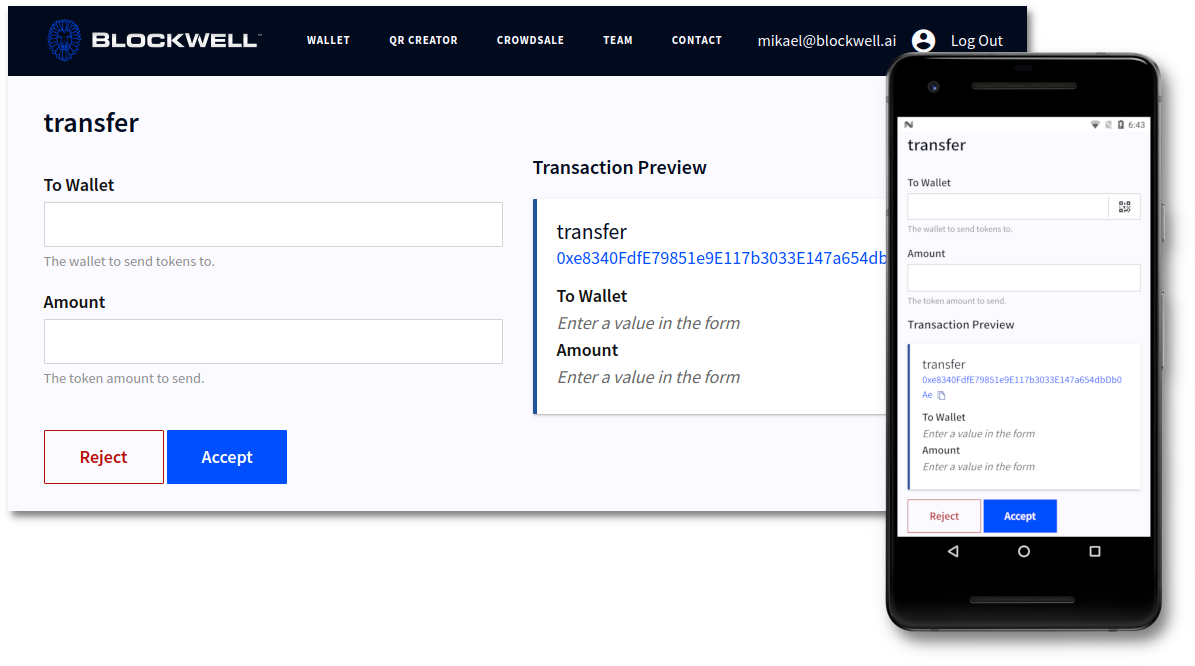 BLOCKWELL™
WALLET
QR CREATOR
CROWDSALE
TEAM
CONTACT
mikael@blockwell.ai
Log Out
transfer
To Wallet
The wallet to send tokens to.
Amount
The token amount to send.
Reject
Accept
Transaction Preview
transfer
0xe8340FdfE79851e9E117b3033E147a654db
To Wallet
Enter a value in the form
Amount
Enter a value in the form
6:43
transfer
To Wallet
The wallet to send tokens to.
Amount
The token amount to send.
Transaction Preview
transfer
0xe8340FdfE79851e9E117b3033E147a654dbDb0
Ae
To Wallet
Enter a value in the form
Amount
Enter a value in the form
Reject
Accept